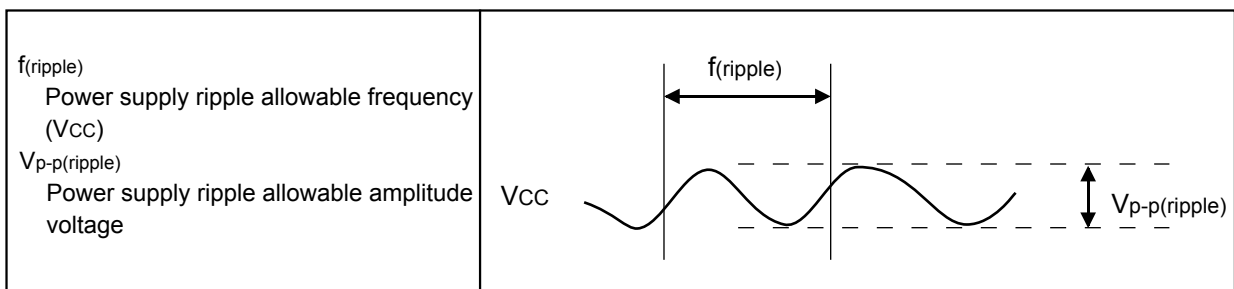 f(ripple)
Power supply ripple allowable frequency
(VCC)
Vp-p(ripple)
Power supply ripple allowable amplitude
voltage
f(ripple)
VCC
Vp-p(ripple)